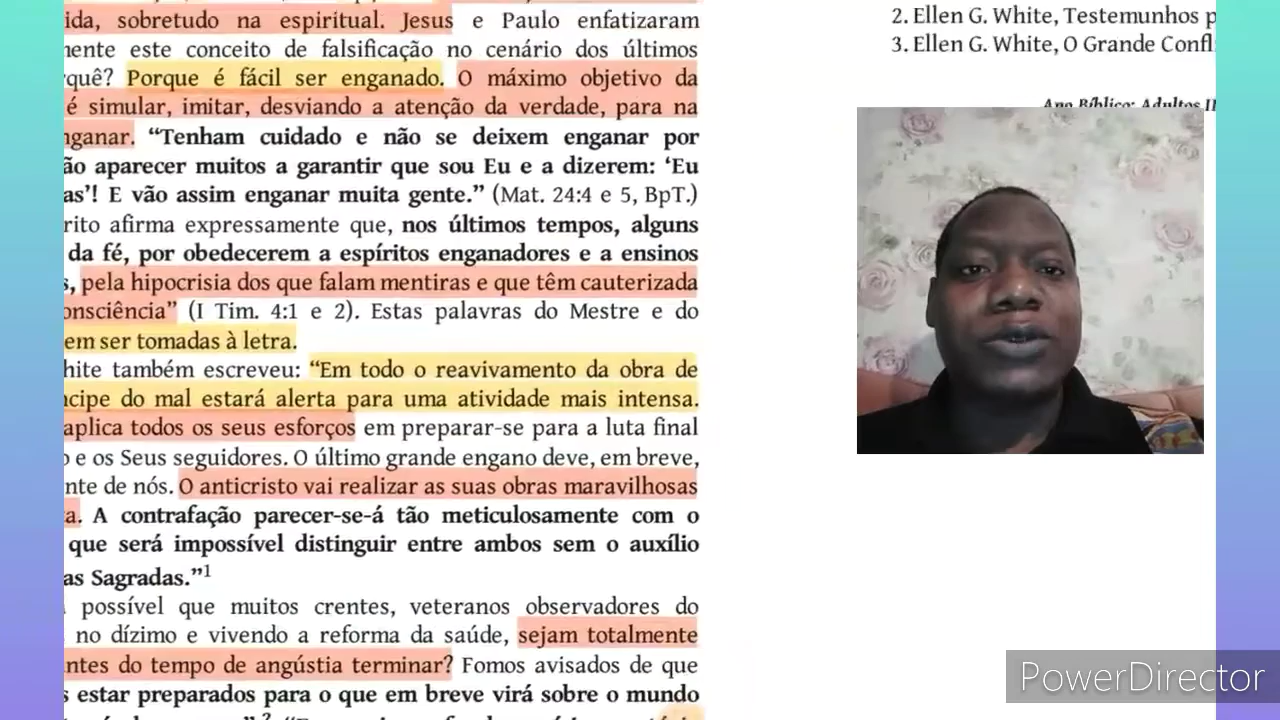 ida, sobretudo na espiritual. Jesus e Paulo enfatizaram
mente este conceito de falsificação no cenário dos últimos
rquê? Porque é fácil ser enganado. O máximo objetivo da
é simular, imitar, desviando a atenção da verdade, para na
nganar. “Tenham cuidado e não se deixem enganar por
ão aparecer muitos a garantir que sou Eu e a dizerem: ‘Eu
as’! E vão assim enganar muita gente.” (Mat. 24:4 e 5, BpT.)
rito afirma expressamente que, nos últimos tempos, alguns
da fé, por obedecerem a espíritos enganadores e a ensinos
s, pela hipocrisia dos que falam mentiras e que têm cauterizada
onsciência” (I Tim. 4:1 e 2). Estas palavras do Mestre e do
em ser tomadas à letra.
hite também escreveu: “Em todo o reavivamento da obra de
ncipe do mal estará alerta para uma atividade mais intensa.
aplica todos os seus esforços em preparar-se para a luta final
o e os Seus seguidores. O último grande engano deve, em breve,
nte de nós. O anticristo vai realizar as suas obras maravilhosas
a. A contrafação parecer-se-á tão meticulosamente com o
que será impossível distinguir entre ambos sem o auxílio
as Sagradas.”1
possível que muitos crentes, veteranos observadores do
no dízimo e vivendo a reforma da saúde, sejam totalmente
ntes do tempo de angústia terminar? Fomos avisados de que
s estar preparados para o que em breve virá sobre o mundo
2. Ellen G. White, Testemunhos p
3. Ellen G. White, O Grande Confl
Ano Bíblico: Adultos II
PowerDirector